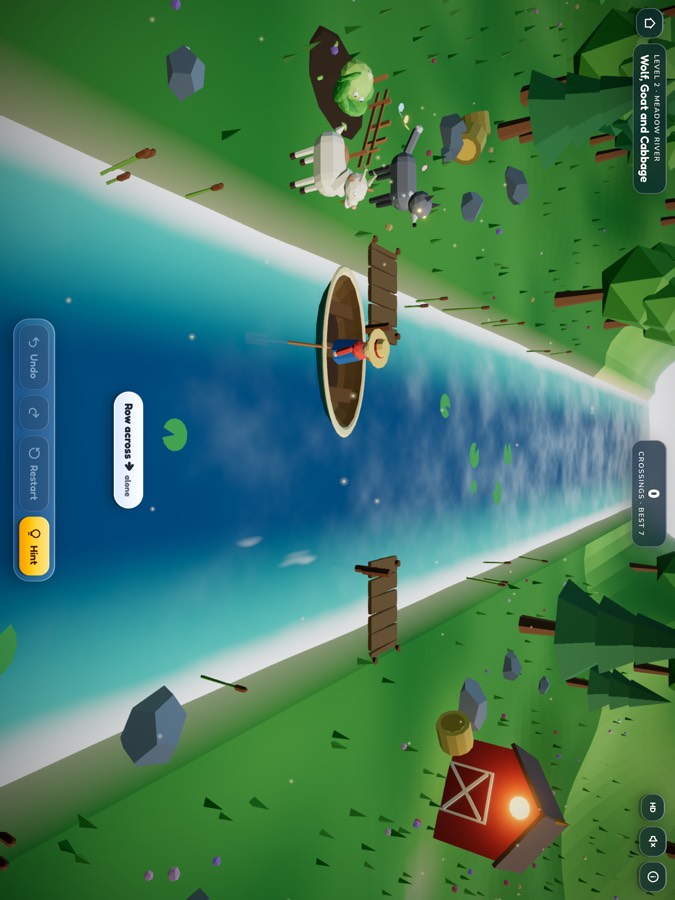 LEVEL 2 · MEADOW RIVER
Wolf, Goat and Cabbage
0
CROSSINGS · BEST 7
HD
Row across → alone
Undo
Restart
Hint